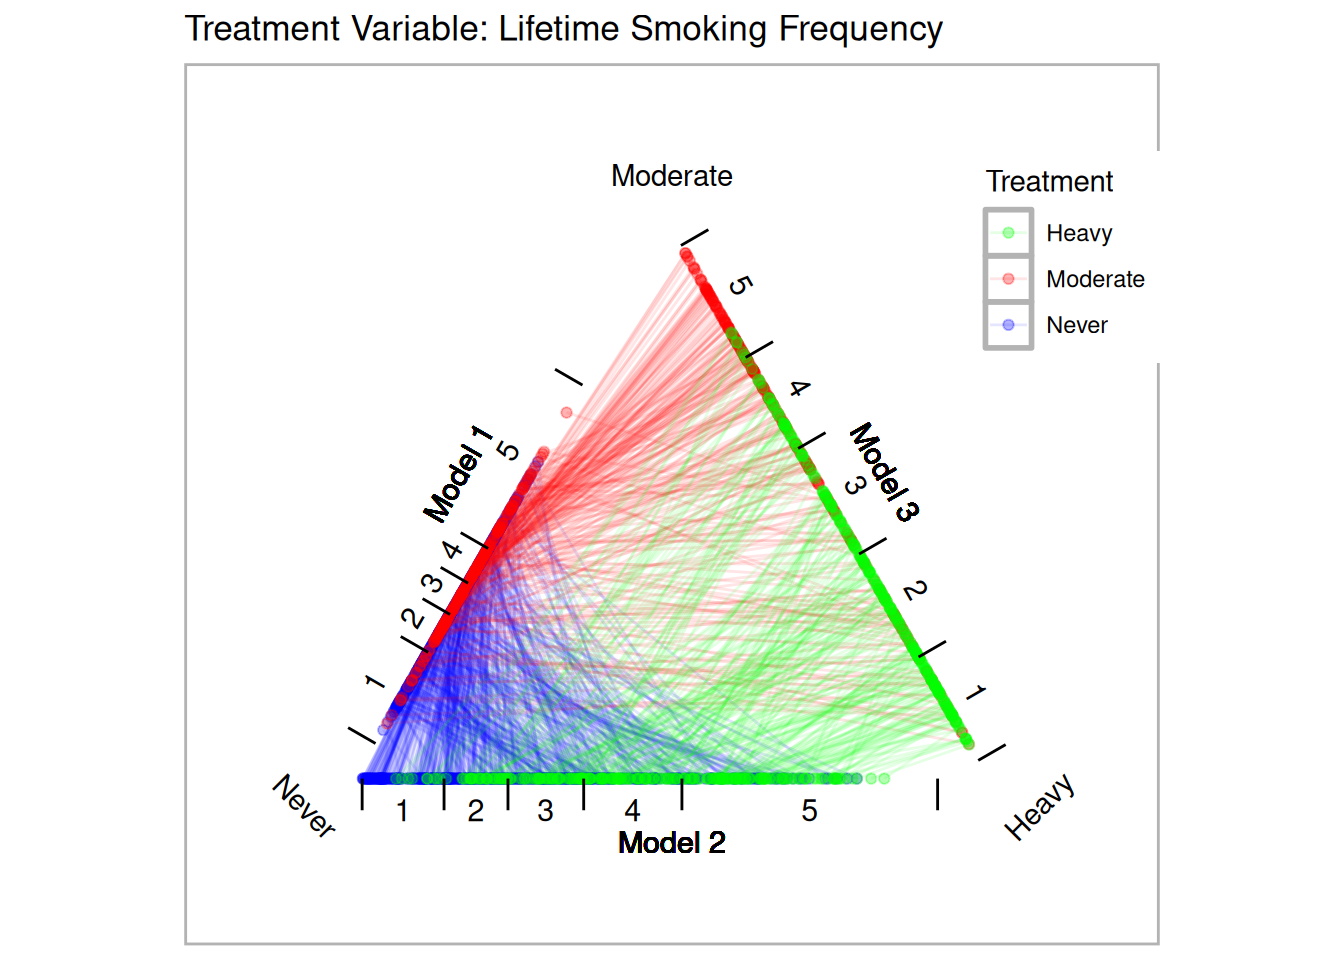 Treatment Variable: Lifetime Smoking Frequency
Moderate
Treatment
Heavy
Moderate
Never
Model 1
5
4
3
2
1
5
4
3
2
1
Model 3
Never
1 2 3 4 5
Model 2
Heavy